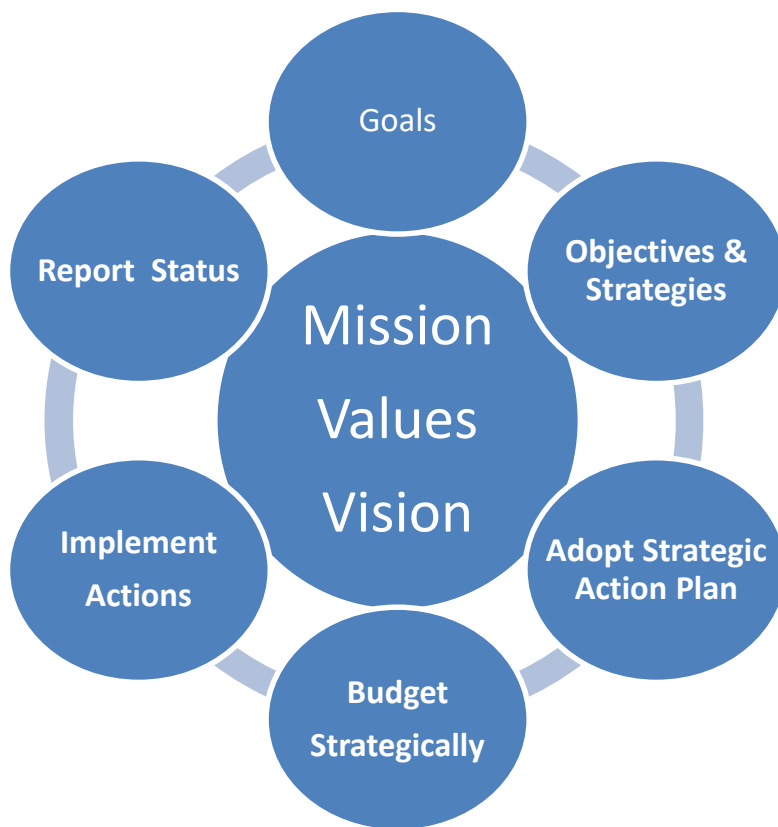 Goals
Objectives &
Strategies
Adopt Strategic
Action Plan
Budget
Strategically
Implement
Actions
Report  Status
Mission
Values
Vision